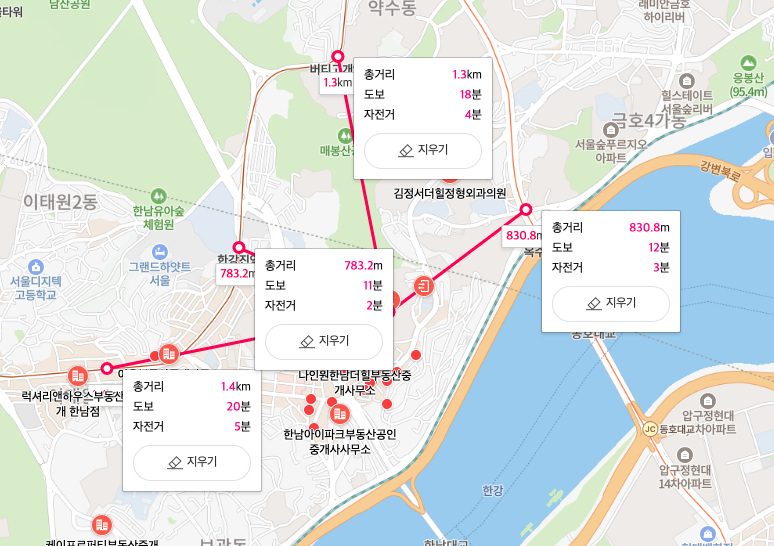 남산공원
타워
약수동
래미안금호
하이리버
버티고개
1.3km
총거리 1.3km
도보 18분
자전거 4분
지우기
응봉산
(95.4m)
힐스테이트
서울숲리버
금호4가동
매봉산공
서울숲푸르지오
아파트
강변북로
김정서더힐정형외과의원
이태원2동
한남유아숲
체험원
830.8m
옥수
총거리 830.8m
도보 12분
자전거 3분
지우기
한강진역
783.2m
총거리 783.2m
도보 11분
자전거 2분
지우기
그랜드하얏트
서울
서울디지텍
고등학교
동호대교
나인원한남더힐부동산중
개사무소
럭셔리앤하우스부동산
개 한남점
총거리 1.4km
도보 20분
자전거 5분
지우기
한남아이파크부동산공인
중개사사무소
압구정현대
차아파트
JC
동호대교
압구정현대
14차아파트
한강
한남대교
케이프로퍼티부동산중개
보광동
현대백화점